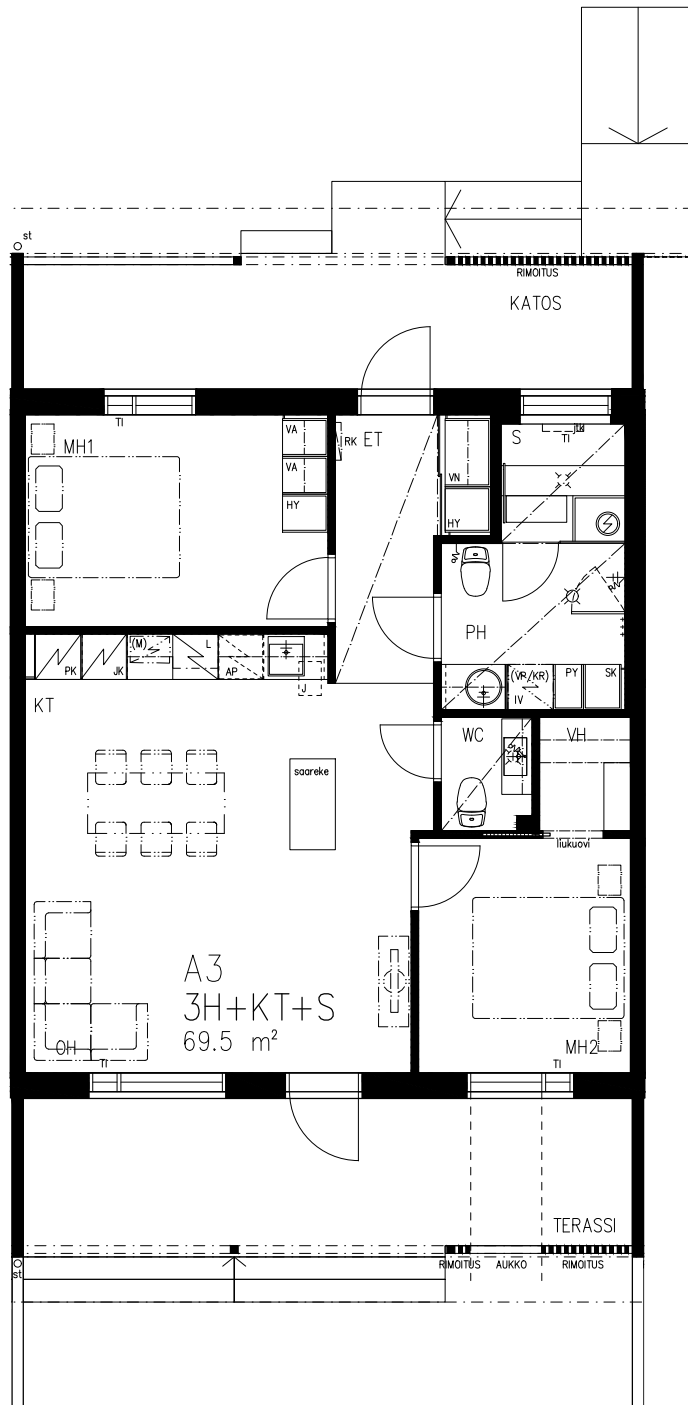 st
RIMOITUS
KATOS
TI
MH1
VA
VA
HY
RK
ET
VN
HY
S
TI
PH
(VR/KR)
IV
PY
SK
(M)
L
PK
JK
AP
J
KT
WC
VH
saareke
liukuovi
A3
3H+KT+S
69.5 m²
OH
TI
MH2
TI
TERASSI
RIMOITUS
AUKKO
RIMOITUS
st